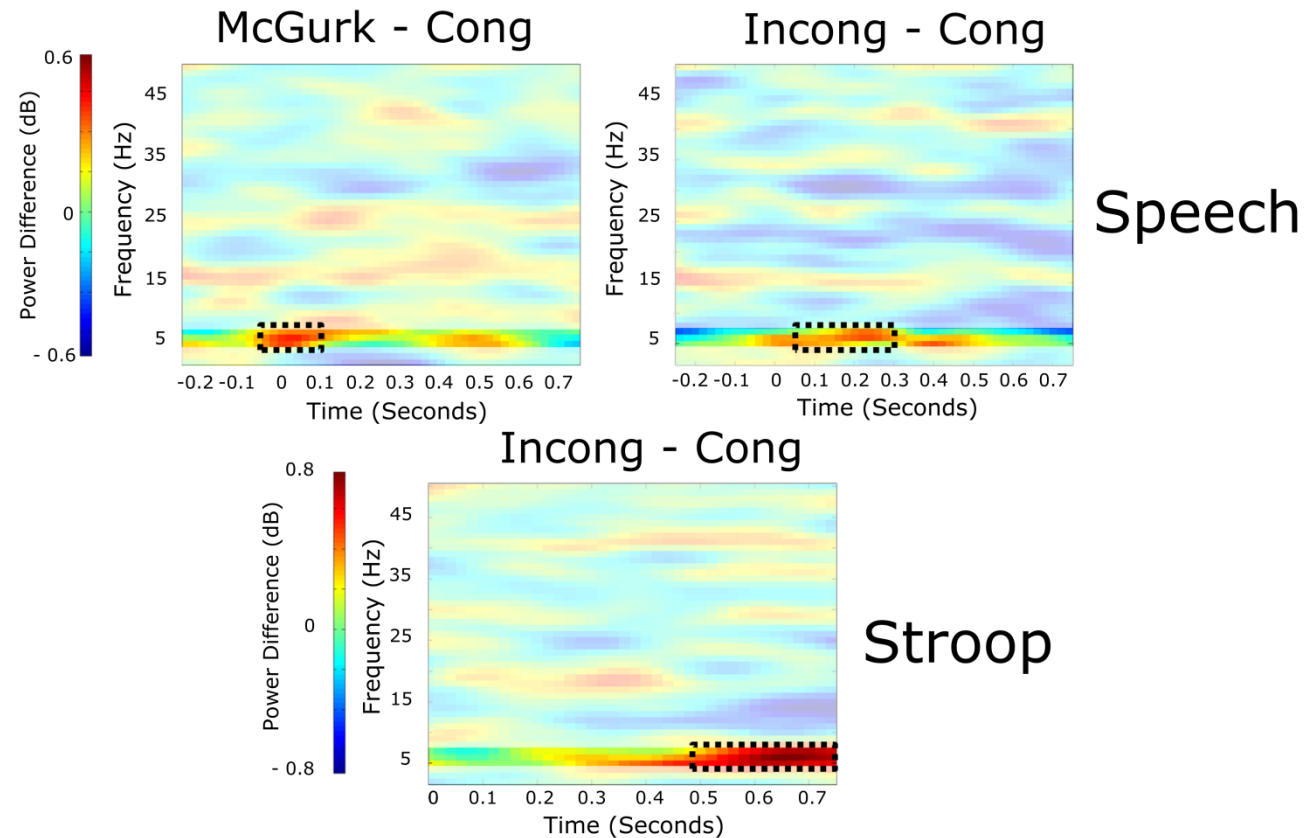 McGurk - Cong
Incong - Cong
0.6
0
- 0.6
Power Difference (dB)
Frequency (Hz)
45
35
25
15
5
-0.2 -0.1 0 0.1 0.2 0.3 0.4 0.5 0.6 0.7
Time (Seconds)
Frequency (Hz)
45
35
25
15
5
-0.2 -0.1 0 0.1 0.2 0.3 0.4 0.5 0.6 0.7
Time (Seconds)
Speech
Incong - Cong
0.8
0
- 0.8
Power Difference (dB)
Frequency (Hz)
45
35
25
15
5
0 0.1 0.2 0.3 0.4 0.5 0.6 0.7
Time (Seconds)
Stroop